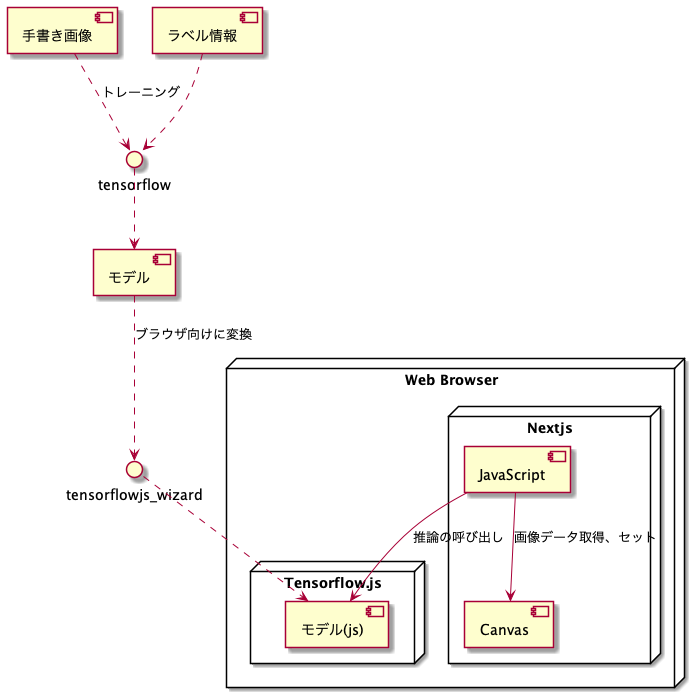 手書き画像
ラベル情報
トレーニング
tensorflow
モデル
ブラウザ向けに変換
Web Browser
Nextjs
JavaScript
tensorflowjs_wizard
推論の呼び出し
画像データ取得、セット
Tensorflow.js
モデル(js)
Canvas